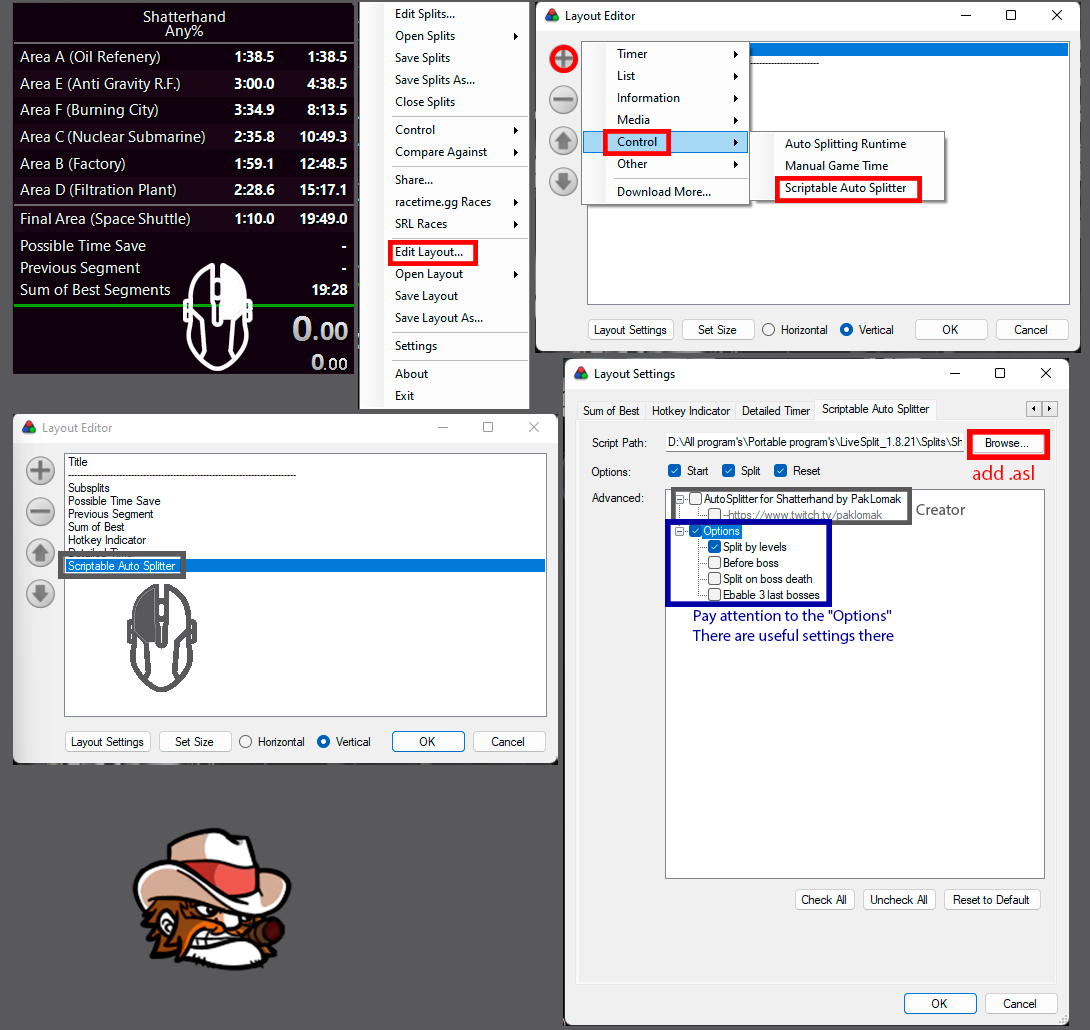 Shatterhand
Any%
Area A (Oil Refenery) 1:38.5 1:38.5
Area E (Anti Gravity R.F.) 3:00.0 4:38.5
Area F (Burning City) 3:34.9 8:13.5
Area C (Nuclear Submarine) 2:35.8 10:49.3
Area B (Factory) 1:59.1 12:48.5
Area D (Filtration Plant) 2:28.6 15:17.1
Final Area (Space Shuttle) 1:10.0 19:49.0
Possible Time Save -
Previous Segment -
Sum of Best Segments 19:28
0.00
0.00
Edit Splits...
Open Splits
Save Splits
Save Splits As...
Close Splits
Control
Compare Against
Share...
racetime.gg Races
SRL Races
Edit Layout...
Open Layout
Save Layout
Save Layout As...
Settings
About
Exit
Layout Editor
Timer
List
Information
Media
Control
Other
Download More...
Auto Splitting Runtime
Manual Game Time
Scriptable Auto Splitter
Layout Settings Set Size Horizontal Vertical OK Cancel
Layout Editor
Title
Subsplits
Possible Time Save
Previous Segment
Sum of Best
Hotkey Indicator
Detailed Timer
Scriptable Auto Splitter
Layout Settings Set Size Horizontal Vertical OK Cancel
Layout Settings
Sum of Best Hotkey Indicator Detailed Timer Scriptable Auto Splitter
Script Path: D:\All program's\Portable program's\LiveSplit_1.8.21\Splits\Sh Browse...
add .asl
Options: Start Split Reset
Advanced: AutoSplitter for Shatterhand by PakLomak
--https://www.twitch.tv/paklomak
Creator
Options
Split by levels
Before boss
Split on boss death
Ebable 3 last bosses
Pay attention to the "Options"
There are useful settings there
Check All Uncheck All Reset to Default
OK Cancel